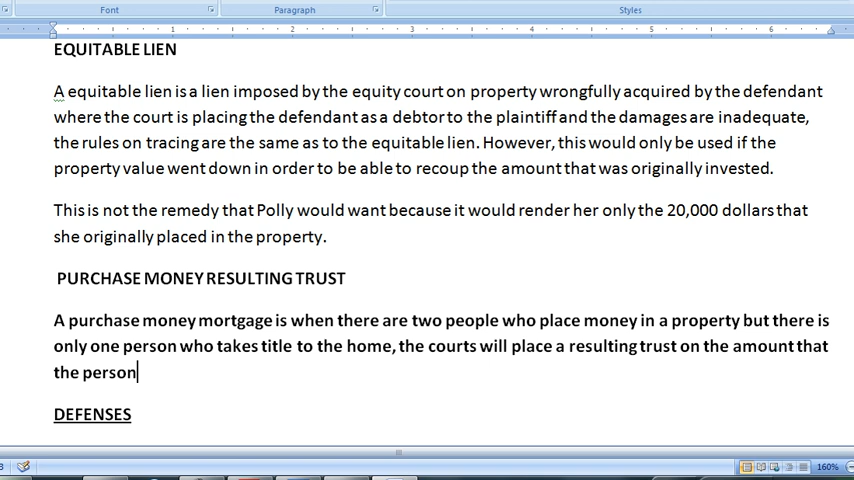 Font
Paragraph
Styles
1
2
3
4
5
6
EQUITABLE LIEN
A equitable lien is a lien imposed by the equity court on property wrongfully acquired by the defendant
where the court is placing the defendant as a debtor to the plaintiff and the damages are inadequate,
the rules on tracing are the same as to the equitable lien. However, this would only be used if the
property value went down in order to be able to recoup the amount that was originally invested.
This is not the remedy that Polly would want because it would render her only the 20,000 dollars that
she originally placed in the property.
PURCHASE MONEY RESULTING TRUST
A purchase money mortgage is when there are two people who place money in a property but there is
only one person who takes title to the home, the courts will place a resulting trust on the amount that
the person
DEFENSES
160%